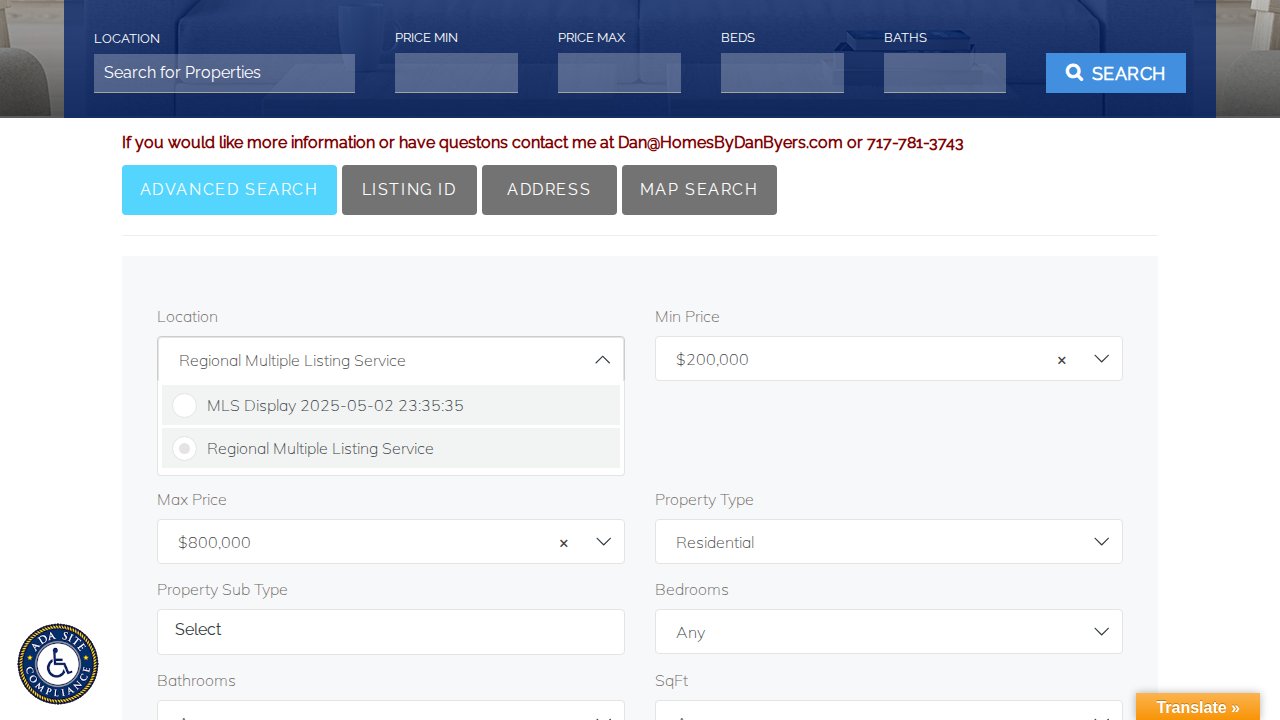 LOCATION
PRICE MIN
PRICE MAX
BEDS
BATHS
Search for Properties
SEARCH
If you would like more information or have questons contact me at Dan@HomesByDanByers.com or 717-781-3743
ADVANCED SEARCH
LISTING ID
ADDRESS
MAP SEARCH
Location
Min Price
Regional Multiple Listing Service
$200,000
×
MLS Display 2025-05-02 23:35:35
Regional Multiple Listing Service
Max Price
Property Type
$800,000
×
Residential
Property Sub Type
Bedrooms
Select
Any
Bathrooms
SqFt
ADA SITE
COMPLIANCE
Translate »